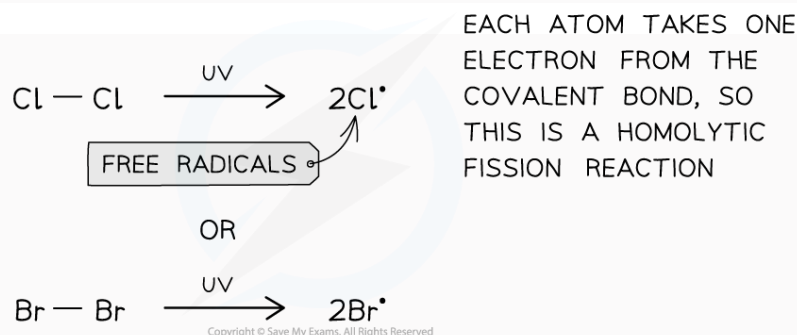 Cl — Cl UV 2Cl•
FREE RADICALS
OR
Br — Br UV 2Br•
EACH ATOM TAKES ONE
ELECTRON FROM THE
COVALENT BOND, SO
THIS IS A HOMOLYTIC
FISSION REACTION
Copyright © Save My Exams. All Rights Reserved